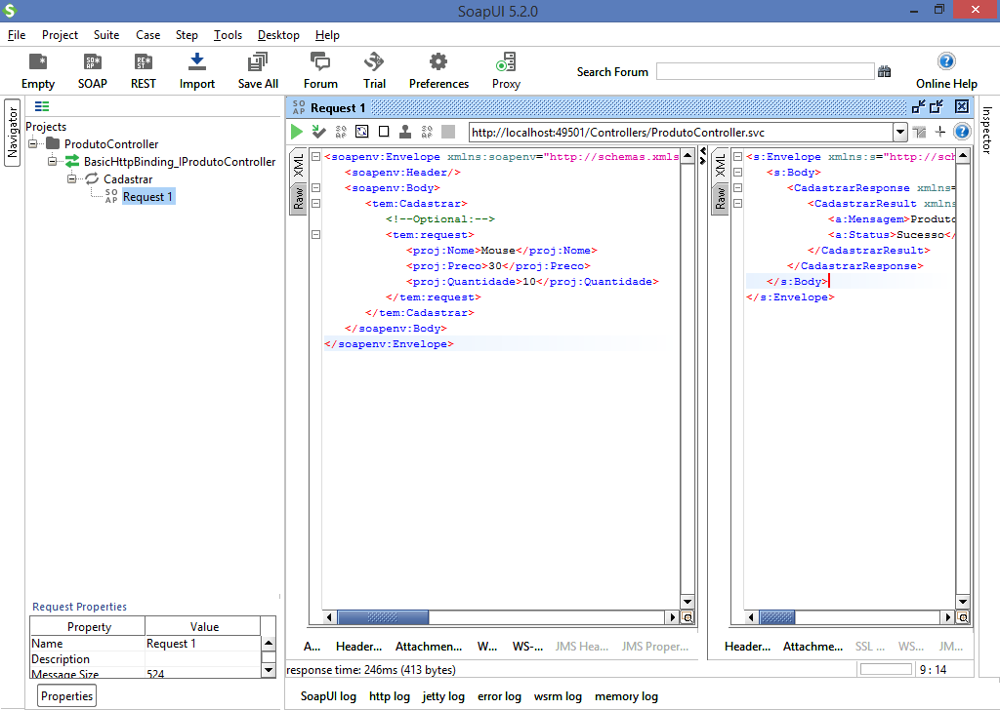 SoapUI 5.2.0
File Project Suite Case Step Tools Desktop Help
Empty SOAP REST Import Save All Forum Trial Preferences Proxy Search Forum Online Help
Navigator
Projects
ProdutoController
BasicHttpBinding_IProdutoController
Cadastrar
Request 1
Request Properties
Property Value
Name Request 1
Description
Message Size 524
Properties
Request 1
http://localhost:49501/Controllers/ProdutoController.svc
XML
Raw
<soapenv:Envelope xmlns:soapenv="http://schemas.xmls
<soapenv:Header/>
<soapenv:Body>
<tem:Cadastrar>
<!--Optional:-->
<tem:request>
<proj:Nome>Mouse</proj:Nome>
<proj:Preco>30</proj:Preco>
<proj:Quantidade>10</proj:Quantidade>
</tem:request>
</tem:Cadastrar>
</soapenv:Body>
</soapenv:Envelope>
A... Header... Attachmen... W... WS-... JMS Hea... JMS Proper...
XML
Raw
<s:Envelope xmlns:s="http://sch
<s:Body>
<CadastrarResponse xmlns=
<CadastrarResult xmlns
<a:Mensagem>Produto
<a:Status>Sucesso</
</CadastrarResult>
</CadastrarResponse>
</s:Body>
</s:Envelope>
Header... Attachme... SSL ... WS... JM...
response time: 246ms (413 bytes)
9 : 14
SoapUI log http log jetty log error log wsrm log memory log
Inspector